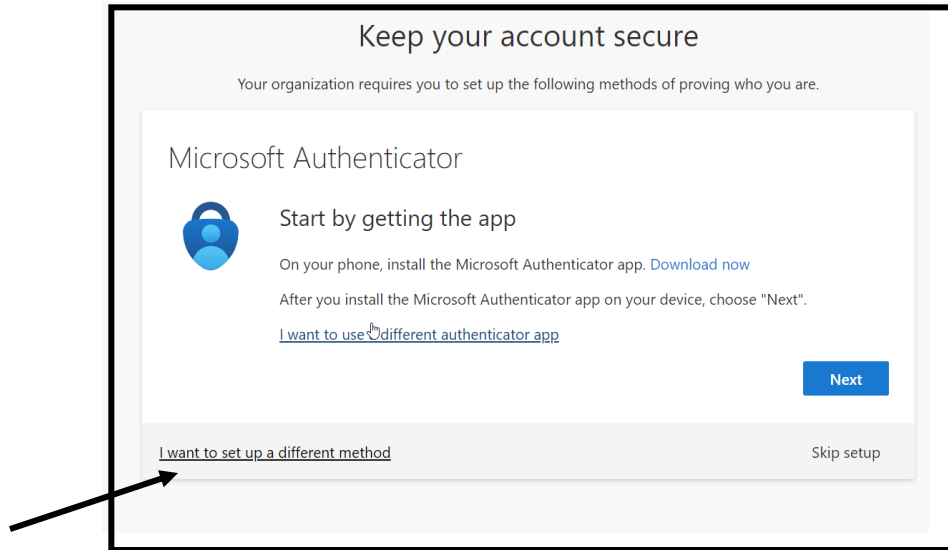 Keep your account secure
Your organization requires you to set up the following methods of proving who you are.
Microsoft Authenticator
Start by getting the app
On your phone, install the Microsoft Authenticator app. Download now
After you install the Microsoft Authenticator app on your device, choose "Next".
I want to use different authenticator app
Next
I want to set up a different method
Skip setup